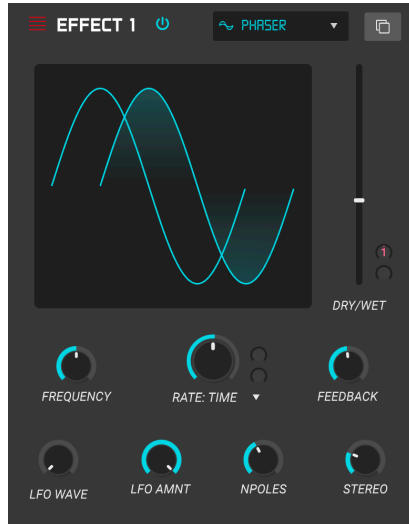 EFFECT 1
PHASER
1
DRY/WET
FREQUENCY
RATE: TIME
FEEDBACK
LFO WAVE
LFO AMNT
NPOLES
STEREO